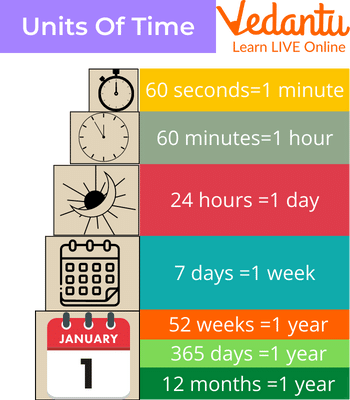 Units Of Time
Vedantu
Learn LIVE Online
60 seconds=1 minute
60 minutes=1 hour
24 hours =1 day
7 days =1 week
52 weeks =1 year
JANUARY
1
365 days =1 year
12 months =1 year